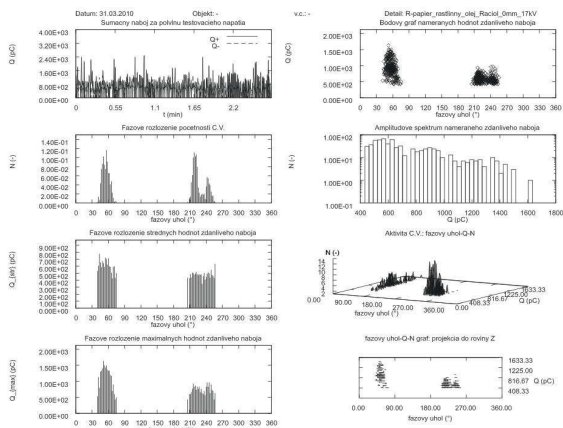 Datum: 31.03.2010 Objekt: - v.c.: - Detail: R-papier_rastlinny_olej_Raciol_0mm_17kV
Sumacny naboj za polvlnu testovacieho napatia
Q (pC)
4.00E+03
3.20E+03
2.40E+03
1.60E+03
8.00E+02
0.00E+00
Q+
Q-
0.55 1.1 1.65 2.2
t (min)
Bodovy graf nameranych hodnot zdanliveho naboja
Q (pC)
2.00E+03
1.50E+03
1.00E+03
5.00E+02
0.00E+00
0 60 120 180 240 300 360
fazovy uhol (°)
Fazove rozlozenie pocetnosti C.V.
N (-)
1.40E-01
1.20E-01
1.00E-01
8.00E-02
6.00E-02
4.00E-02
2.00E-02
0.00E+00
0 30 60 90 120 150 180 210 240 270 300 330 360
fazovy uhol (°)
Amplitudove spektrum nameraneho zdanliveho naboja
N (-)
1.00E+02
1.00E+01
1.00E+00
1.00E-01
400 600 800 1000 1200 1400 1600 1800
Q (pC)
Fazove rozlozenie strednych hodnot zdanliveho naboja
9.00E+02
8.00E+02
7.00E+02
6.00E+02
5.00E+02
4.00E+02
3.00E+02
2.00E+02
1.00E+02
0.00E+00
0 30 60 90 120 150 180 210 240 270 300 330 360
fazovy uhol (°)
Aktivita C.V.: fazovy uhol-Q-N
N (-)
0.00 90.00 180.00 270.00 360.00
fazovy uhol (°)
0.00 408.33 816.67 1225.00 1633.33
Q (pC)
Fazove rozlozenie maximalnych hodnot zdanliveho naboja
Q_(max) (pC)
2.00E+03
1.50E+03
1.00E+03
5.00E+02
0.00E+00
0 30 60 90 120 150 180 210 240 270 300 330 360
fazovy uhol (°)
fazovy uhol-Q-N graf: projekcia do roviny Z
1633.33
1225.00
816.67 Q (pC)
408.33
0.00 90.00 180.00 270.00 360.00
fazovy uhol (°)